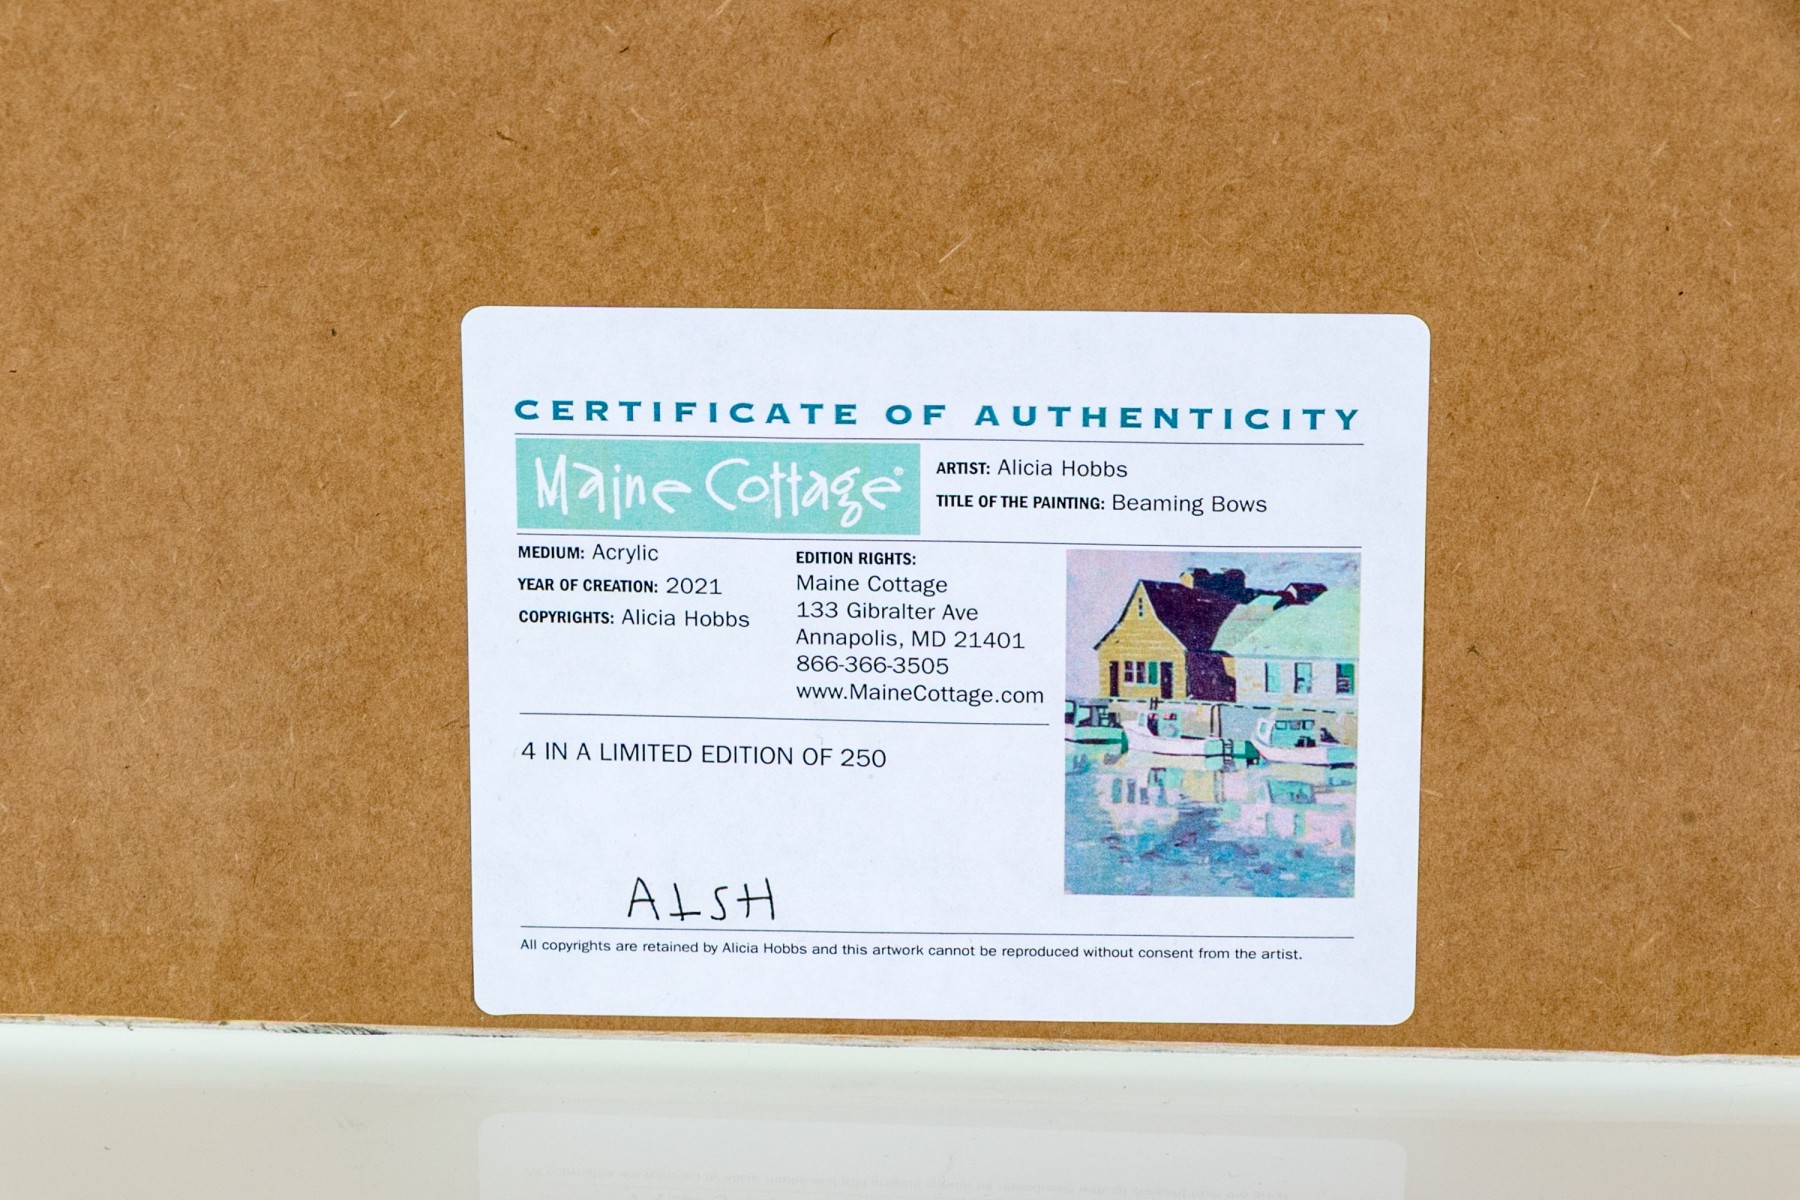 CERTIFICATE OF AUTHENTICITY
Maine Cottage®
ARTIST: Alicia Hobbs
TITLE OF THE PAINTING: Beaming Bows
MEDIUM: Acrylic
YEAR OF CREATION: 2021
COPYRIGHTS: Alicia Hobbs
EDITION RIGHTS:
Maine Cottage
133 Gibralter Ave
Annapolis, MD 21401
866-366-3505
www.MaineCottage.com
4 IN A LIMITED EDITION OF 250
ALSH
All copyrights are retained by Alicia Hobbs and this artwork cannot be reproduced without consent from the artist.